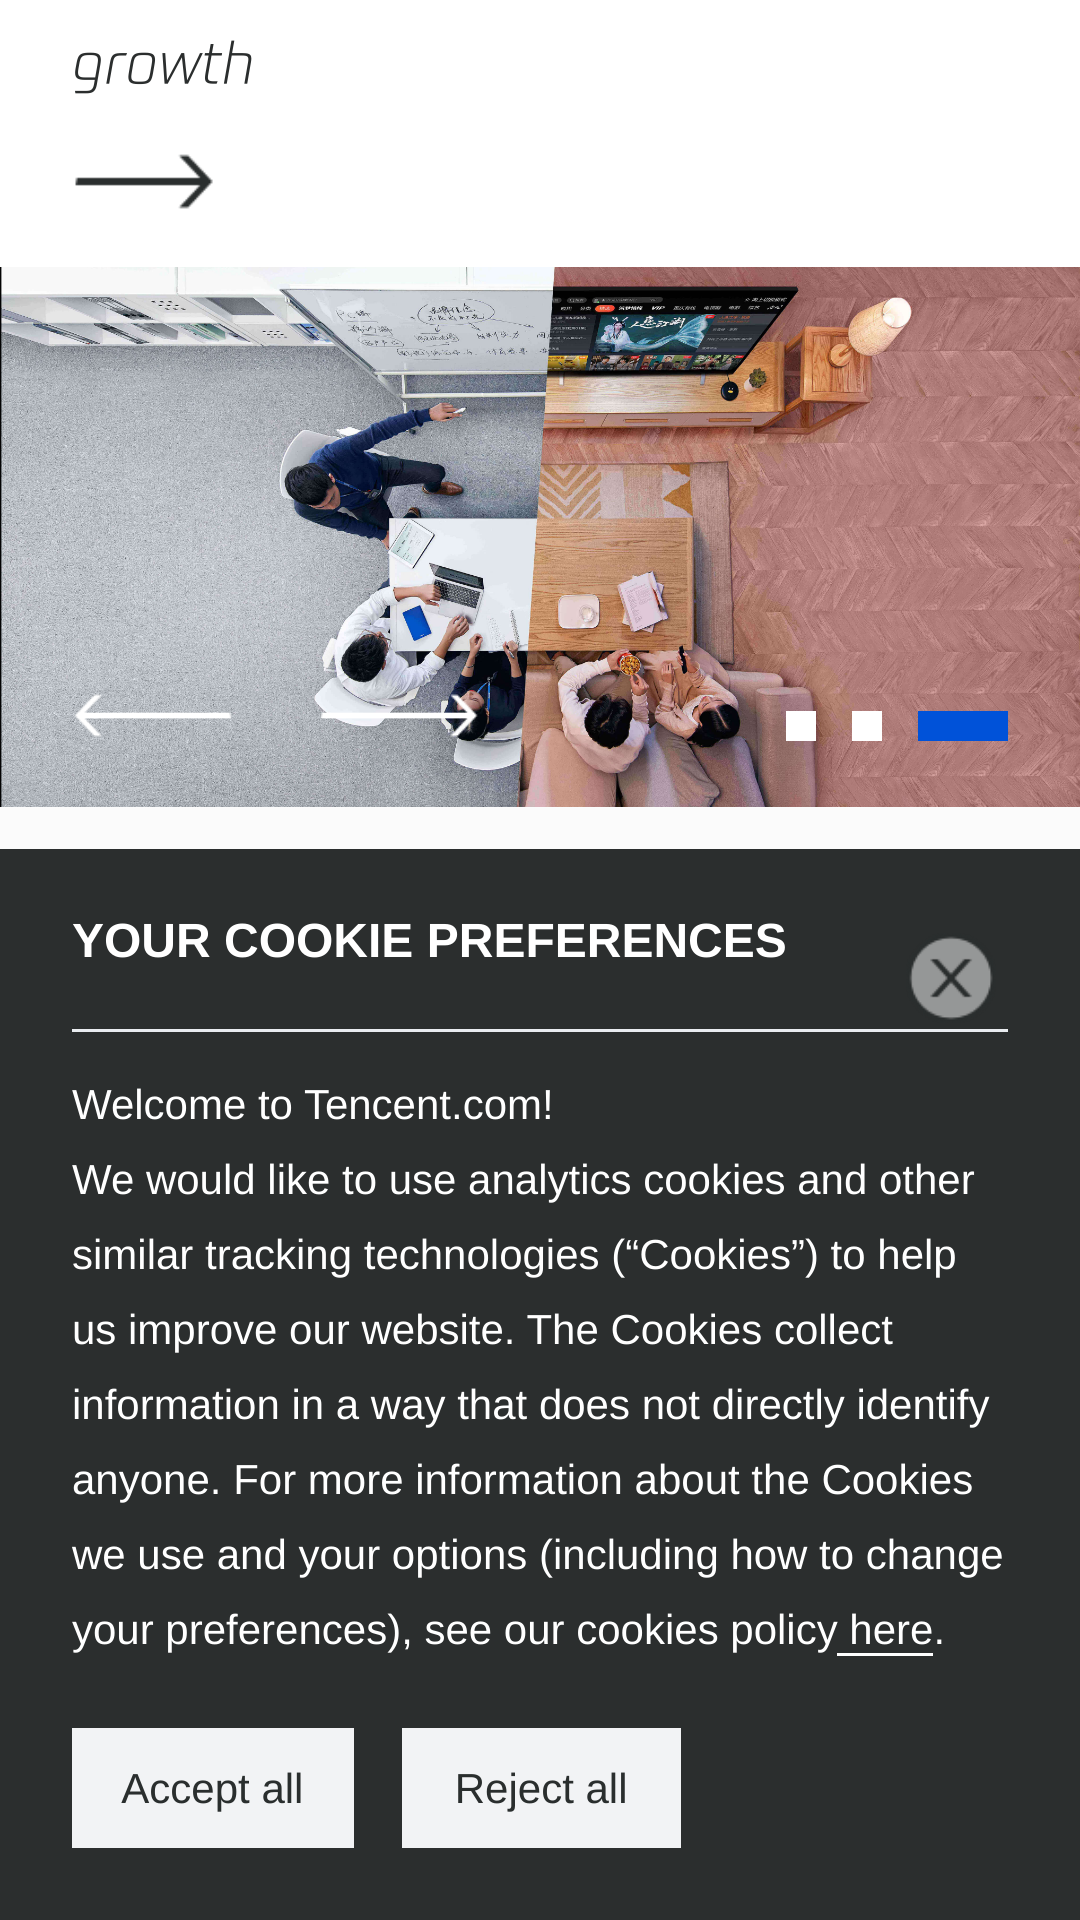 growth
VIP
YOUR COOKIE PREFERENCES
Welcome to Tencent.com!
We would like to use analytics cookies and other
similar tracking technologies (“Cookies”) to help
us improve our website. The Cookies collect
information in a way that does not directly identify
anyone. For more information about the Cookies
we use and your options (including how to change
your preferences), see our cookies policy here.
Accept all
Reject all